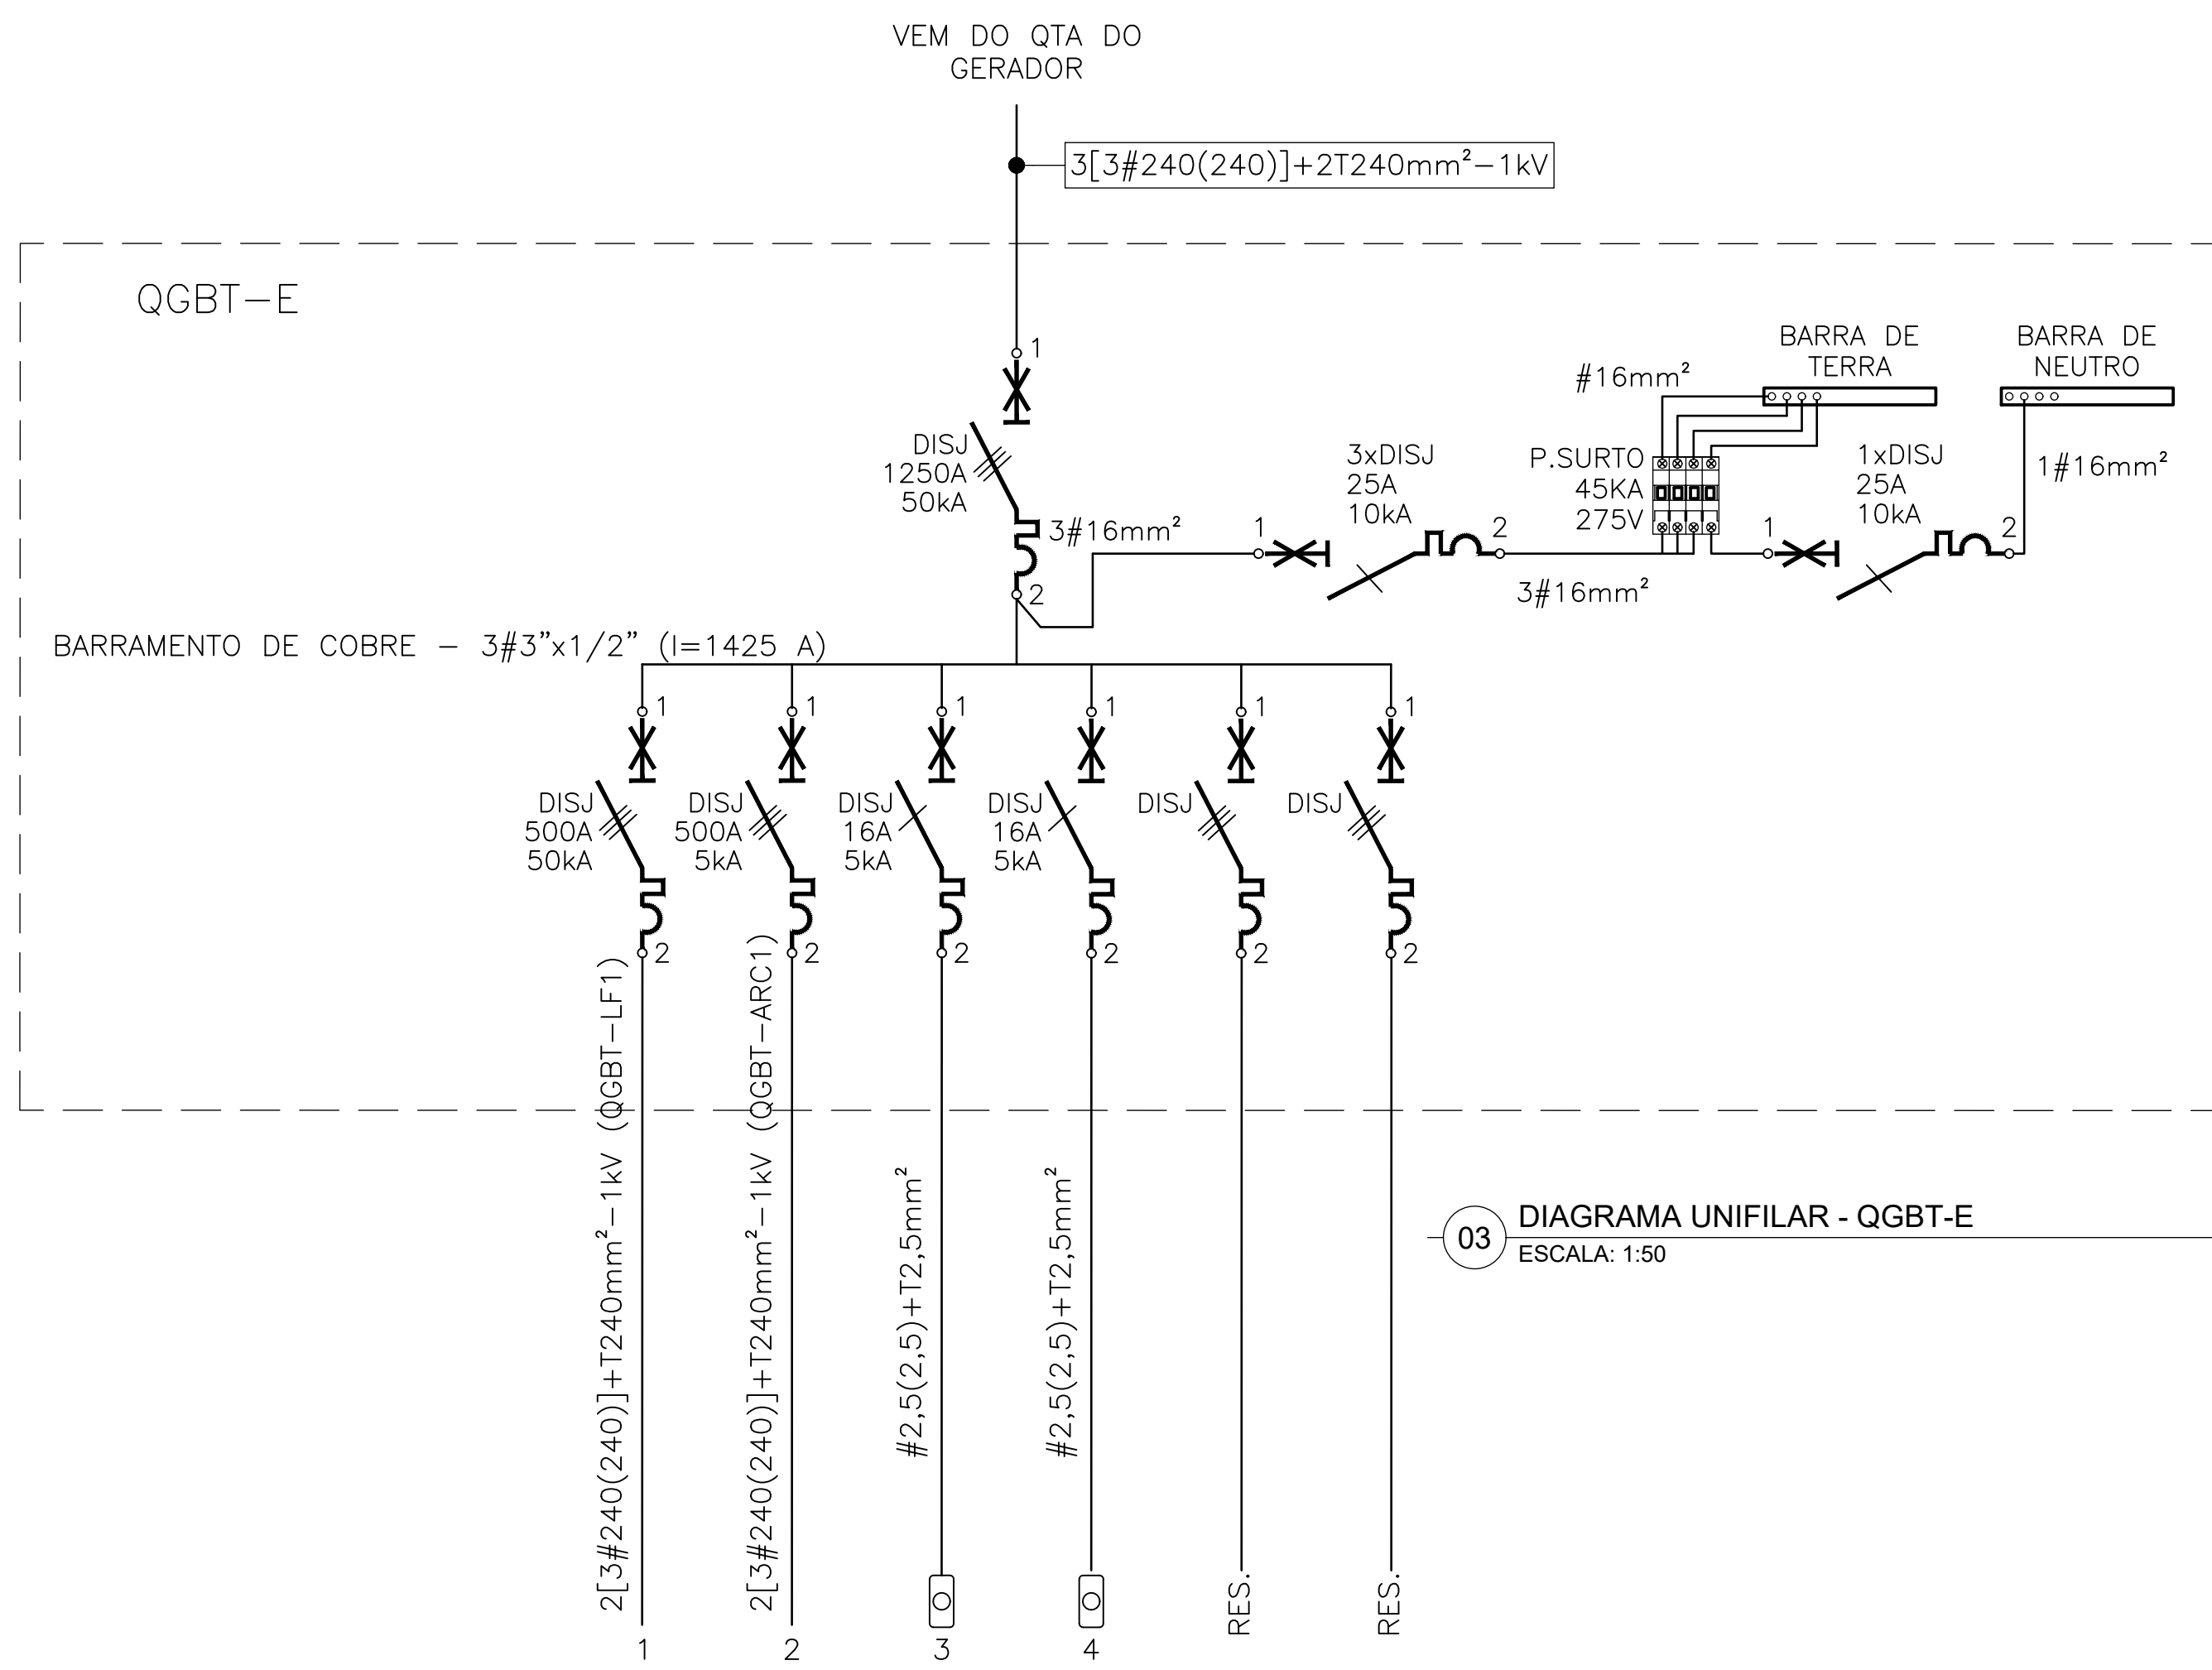 VEM DO QTA DO
GERADOR
3[3#240(240)]+2T240mm²-1kV
QGBT-E
1
DISJ
1250A
50kA
2
3#16mm²
1
3xDISJ
25A
10kA
2
3#16mm²
P.SURTO
45KA
275V
#16mm²
BARRA DE
TERRA
1
1xDISJ
25A
10kA
2
BARRA DE
NEUTRO
1#16mm²
BARRAMENTO DE COBRE - 3#3"x1/2" (I=1425 A)
1
DISJ
500A
50kA
2
2[3#240(240)]+T240mm²-1kV (QGBT-LF1)
1
1
DISJ
500A
5kA
2
2[3#240(240)]+T240mm²-1kV (QGBT-ARC1)
2
1
DISJ
16A
5kA
2
#2,5(2,5)+T2,5mm²
3
1
DISJ
16A
5kA
2
#2,5(2,5)+T2,5mm²
4
1
DISJ
2
RES.
1
DISJ
2
RES.
03
DIAGRAMA UNIFILAR - QGBT-E
ESCALA: 1:50